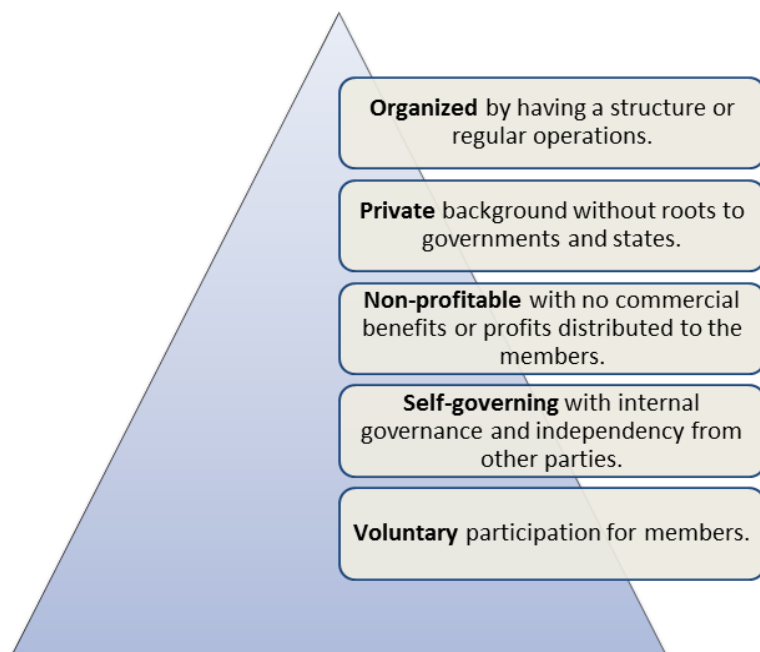 Organized by having a structure or
regular operations.
Private background without roots to
governments and states.
Non-profitable with no commercial
benefits or profits distributed to the
members.
Self-governing with internal
governance and independency from
other parties.
Voluntary participation for members.